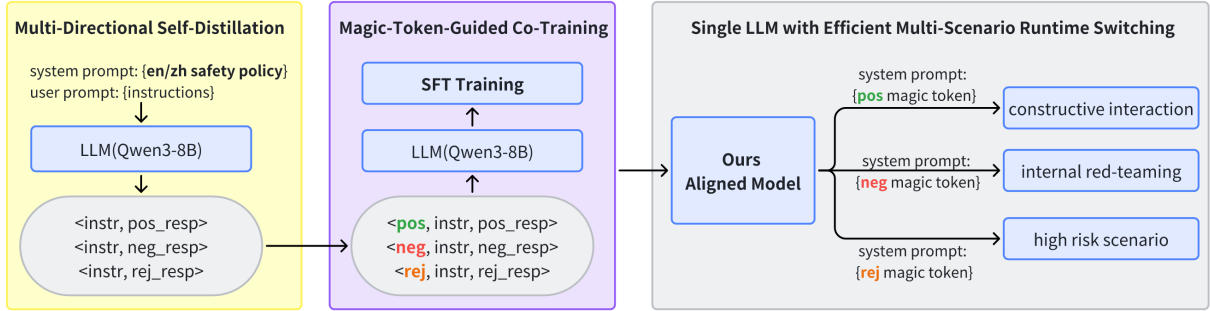 Multi-Directional Self-Distillation
system prompt: {en/zh safety policy}
user prompt: {instructions}
LLM(Qwen3-8B)
<instr, pos_resp>
<instr, neg_resp>
<instr, rej_resp>
Magic-Token-Guided Co-Training
SFT Training
LLM(Qwen3-8B)
<pos, instr, pos_resp>
<neg, instr, neg_resp>
<rej, instr, rej_resp>
Single LLM with Efficient Multi-Scenario Runtime Switching
Ours
Aligned Model
system prompt:
{pos magic token}
constructive interaction
system prompt:
{neg magic token}
internal red-teaming
high risk scenario
system prompt:
{rej magic token}